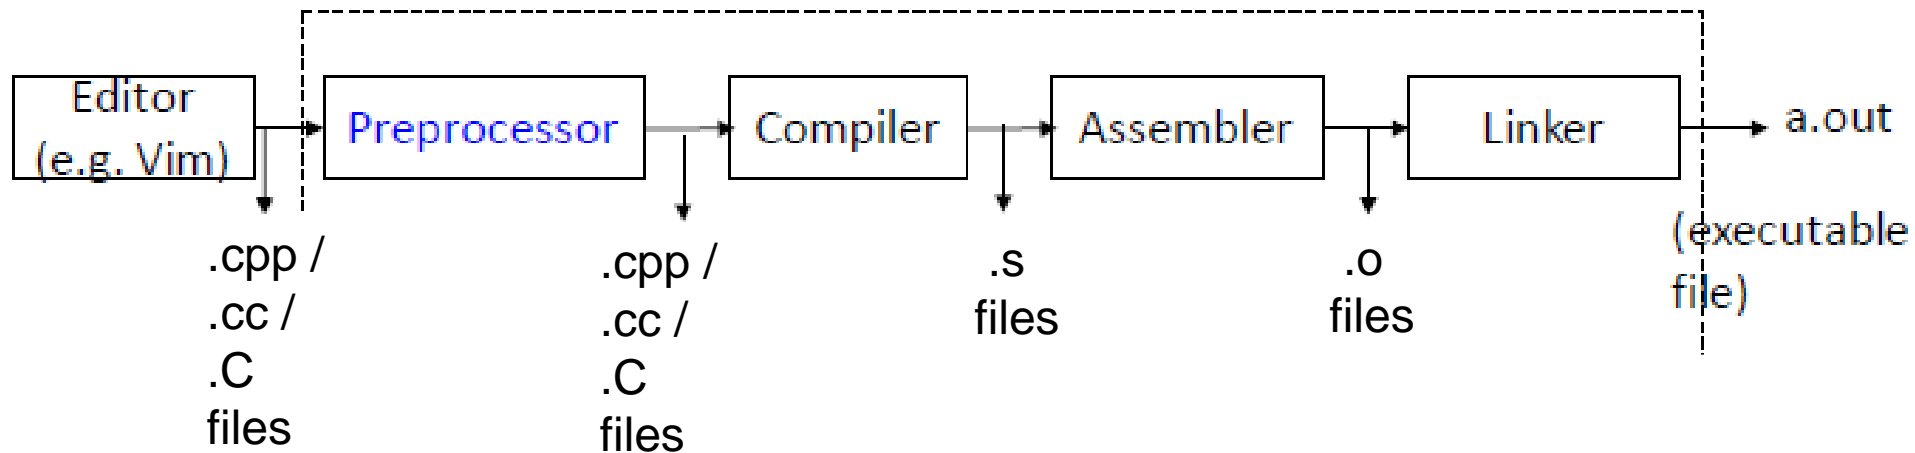 Editor
(e.g. Vim)
Preprocessor
Compiler
Assembler
Linker
a.out
(executable
file)
.cpp /
.cc /
.C
files
.cpp /
.cc /
.C
files
.s
files
.o
files